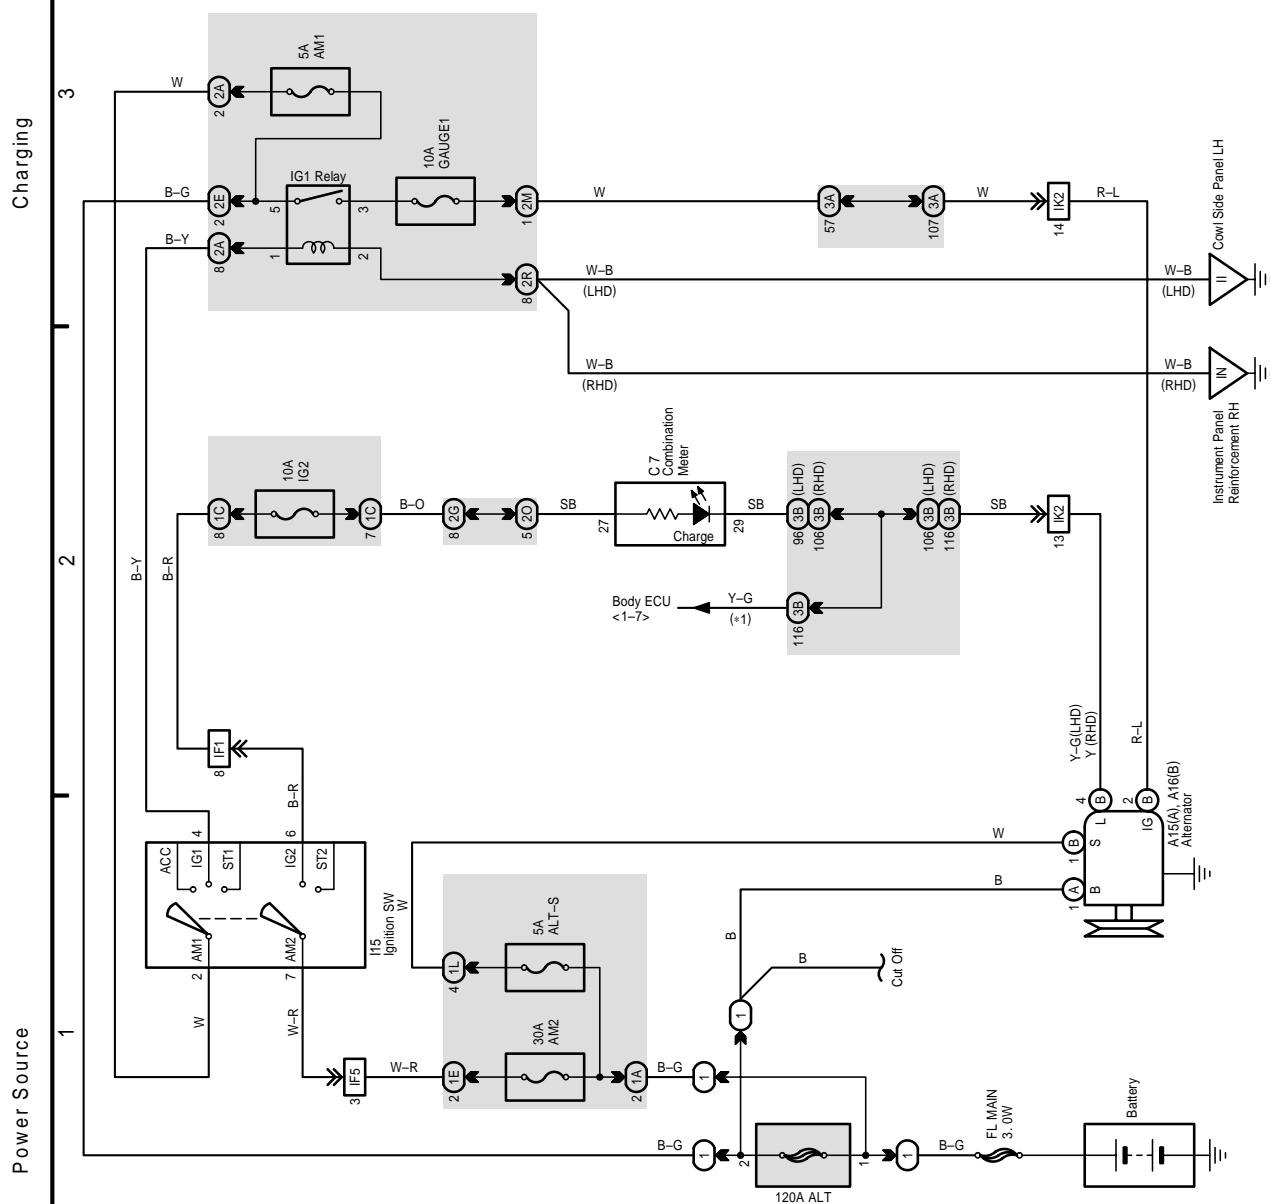 Power Source
Charging
1
2
3
5A
AM1
W
2
2A
B–G
2
2E
IG1 Relay
5
3
10A
GAUGE1
1
2M
W
57
3A
107
3A
W
14
IK2
R–L
B–Y
8
2A
1
2
8
2R
W–B
(LHD)
W–B
(LHD)
II
Cowl Side Panel LH
W–B
(RHD)
W–B
(RHD)
IN
Instrument Panel
Reinforcement RH
10A
IG2
8
1C
7
1C
B–O
8
2G
5
2O
SB
C 7
Combination
Meter
27
29
Charge
SB
96
3B
(LHD)
106
3B
(RHD)
106
3B
(LHD)
116
3B
(RHD)
SB
13
IK2
B–Y
B–R
Body ECU
<1–7>
Y–G
(*1)
116
3B
8
IF1
B–R
Y–G(LHD)
Y (RHD)
R–L
ACC
IG1
4
ST1
IG2
6
ST2
AM1
2
AM2
7
I15
Ignition SW
W
W–R
3
IF5
W–R
W
W
5A
ALT–S
4
1L
30A
AM2
2
1E
2
1A
B–G
1
B
B
B
Cut Off
1
4
B
L
2
B
IG
1
B
S
1
A
B
A15(A), A16(B)
Alternator
B–G
1
2
1
120A ALT
1
B–G
FL MAIN
3. 0W
Battery